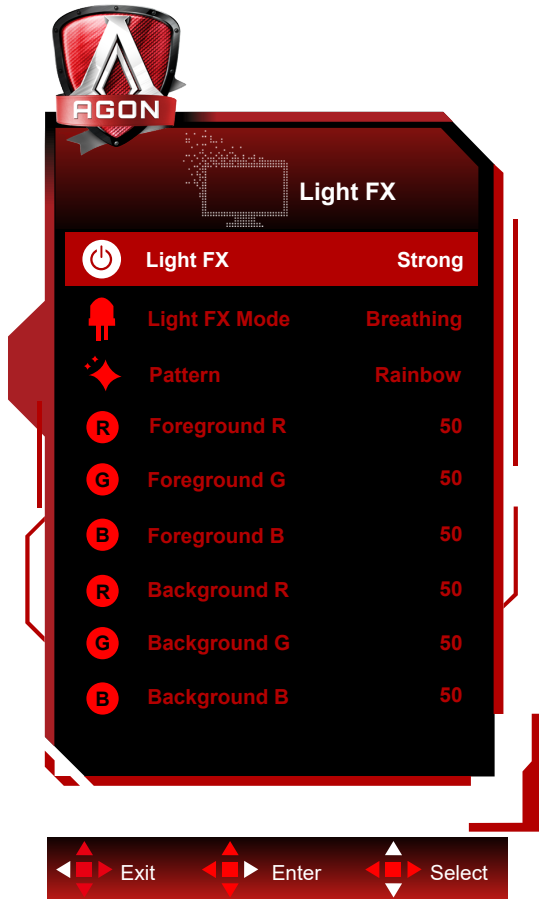 AGON
Light FX
Light FX Strong
Light FX Mode Breathing
Pattern Rainbow
R Foreground R 50
G Foreground G 50
B Foreground B 50
R Background R 50
G Background G 50
B Background B 50
Exit Enter Select